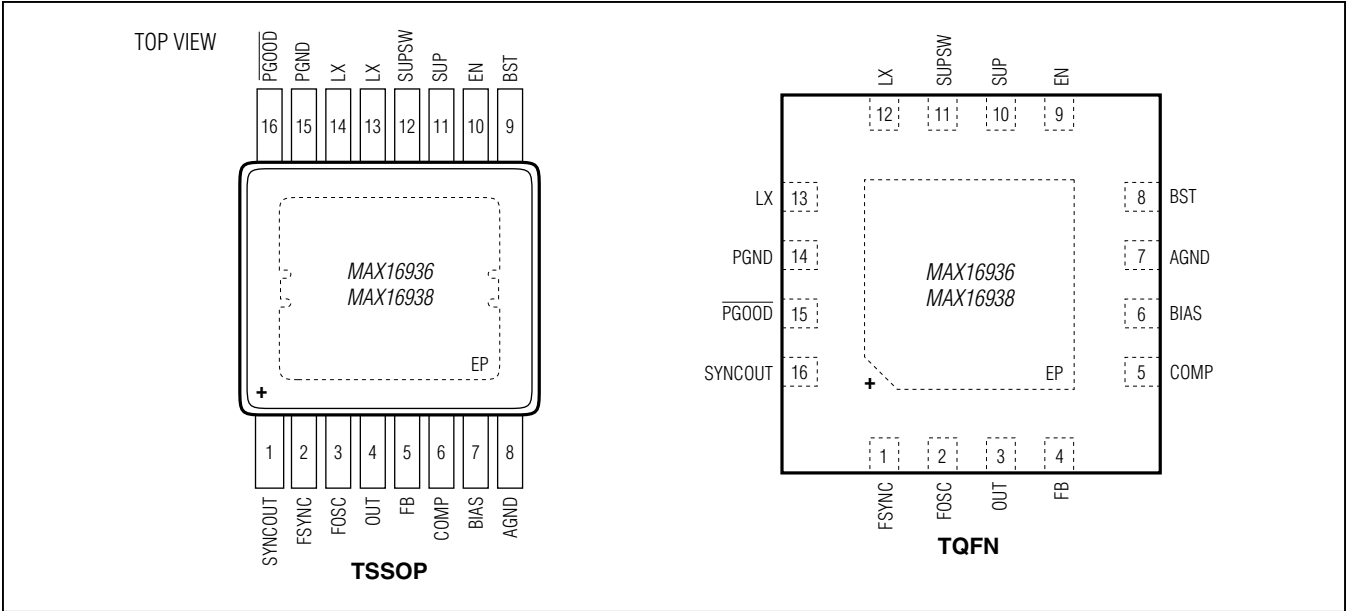 TOP VIEW
PGOOD
PGND
LX
LX
SUPSW
SUP
EN
BST
16
15
14
13
12
11
10
9
MAX16936
MAX16938
EP
+
1
2
3
4
5
6
7
8
SYNCOUT
FSYNC
FOSC
OUT
FB
COMP
BIAS
AGND
TSSOP
LX
SUPSW
SUP
EN
12
11
10
9
LX 13
PGND 14
PGOOD 15
SYNCOUT 16
MAX16936
MAX16938
EP
+
8 BST
7 AGND
6 BIAS
5 COMP
1
2
3
4
FSYNC
FOSC
OUT
FB
TQFN